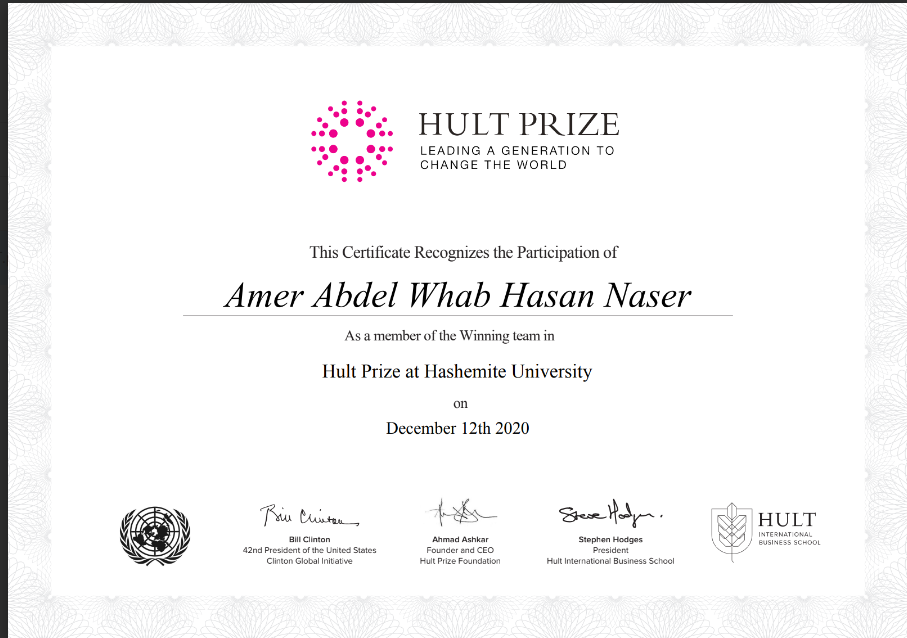 HULT PRIZE
LEADING A GENERATION TO
CHANGE THE WORLD
This Certificate Recognizes the Participation of
Amer Abdel Whab Hasan Naser
As a member of the Winning team in
Hult Prize at Hashemite University
on
December 12th 2020
Bill Clinton
Bill Clinton
42nd President of the United States
Clinton Global Initiative
Ahmad Ashkar
Founder and CEO
Hult Prize Foundation
Steve Hodges
Stephen Hodges
President
Hult International Business School
HULT
INTERNATIONAL
BUSINESS SCHOOL